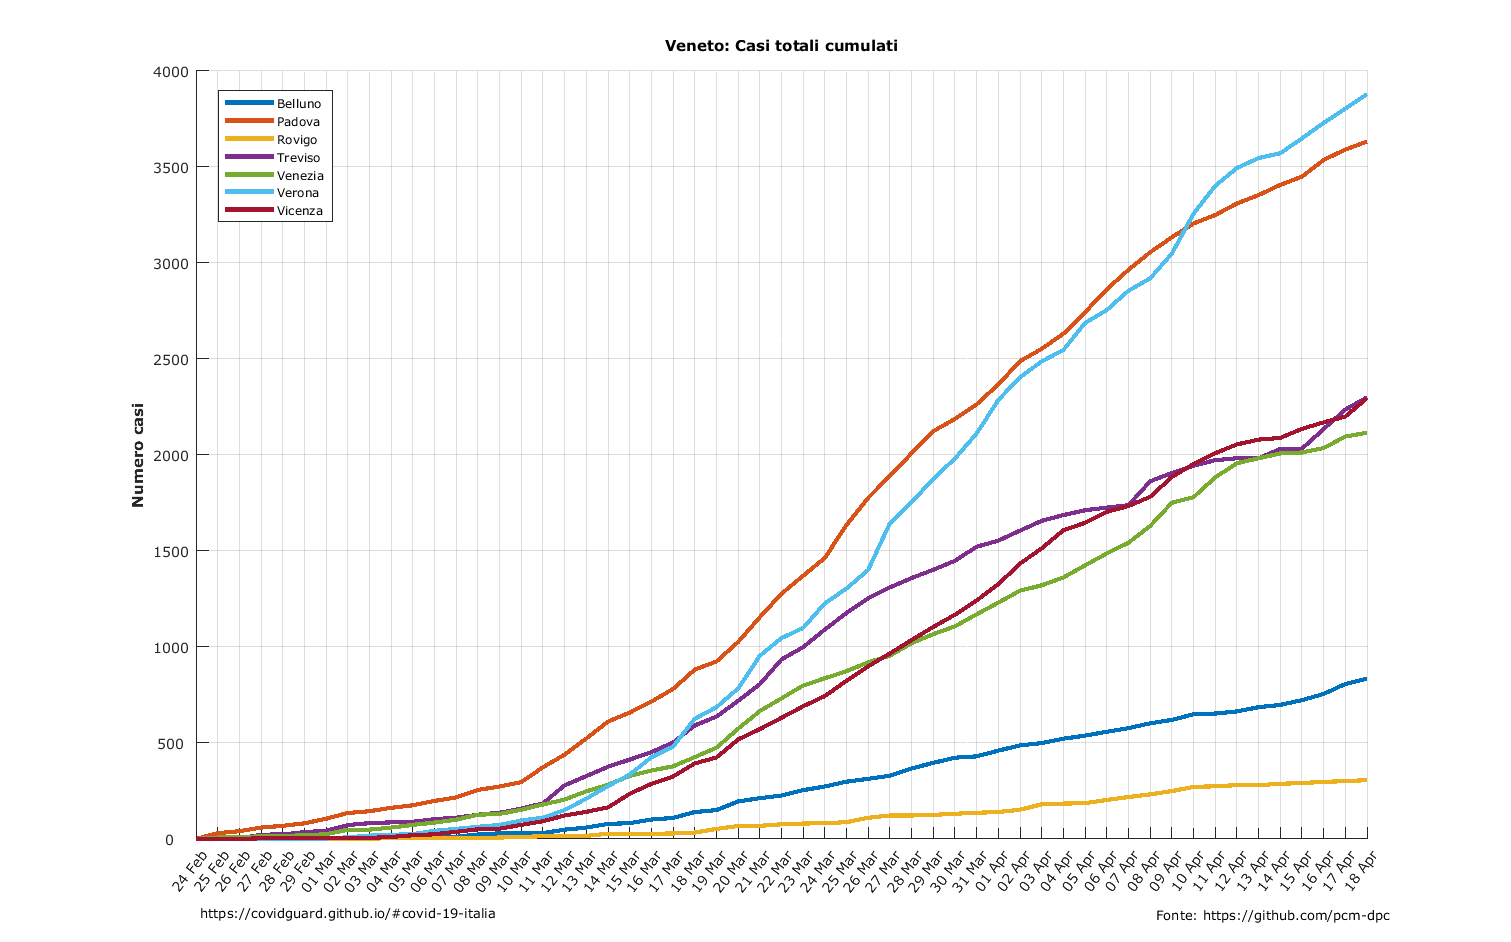 Veneto: Casi totali cumulati
4000
3500
3000
2500
2000
1500
1000
500
0
Numero casi
Belluno
Padova
Rovigo
Treviso
Venezia
Verona
Vicenza
24 Feb
25 Feb
26 Feb
27 Feb
28 Feb
29 Feb
01 Mar
02 Mar
03 Mar
04 Mar
05 Mar
06 Mar
07 Mar
08 Mar
09 Mar
10 Mar
11 Mar
12 Mar
13 Mar
14 Mar
15 Mar
16 Mar
17 Mar
18 Mar
19 Mar
20 Mar
21 Mar
22 Mar
23 Mar
24 Mar
25 Mar
26 Mar
27 Mar
28 Mar
29 Mar
30 Mar
31 Mar
01 Apr
02 Apr
03 Apr
04 Apr
05 Apr
06 Apr
07 Apr
08 Apr
09 Apr
10 Apr
11 Apr
12 Apr
13 Apr
14 Apr
15 Apr
16 Apr
17 Apr
18 Apr
https://covidguard.github.io/#covid-19-italia
Fonte: https://github.com/pcm-dpc